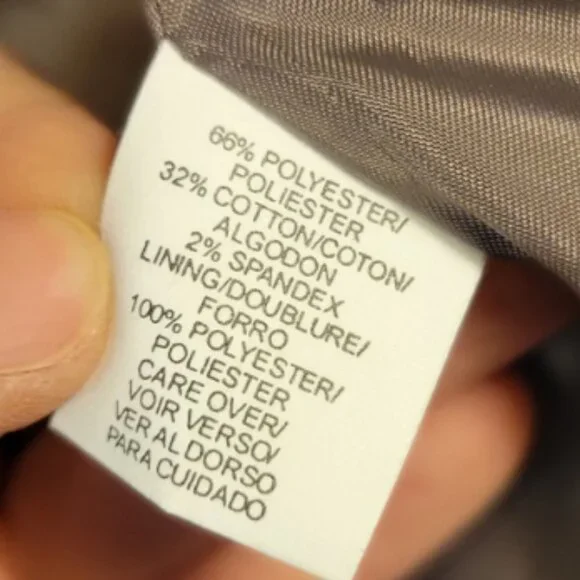 66% POLYESTER/
POLIESTER
32% COTTON/COTON/
ALGODON
2% SPANDEX
LINING/DOUBLURE/
FORRO
100% POLYESTER/
POLIESTER
CARE OVER/
VOIR VERSO/
VER AL DORSO
PARA CUIDADO